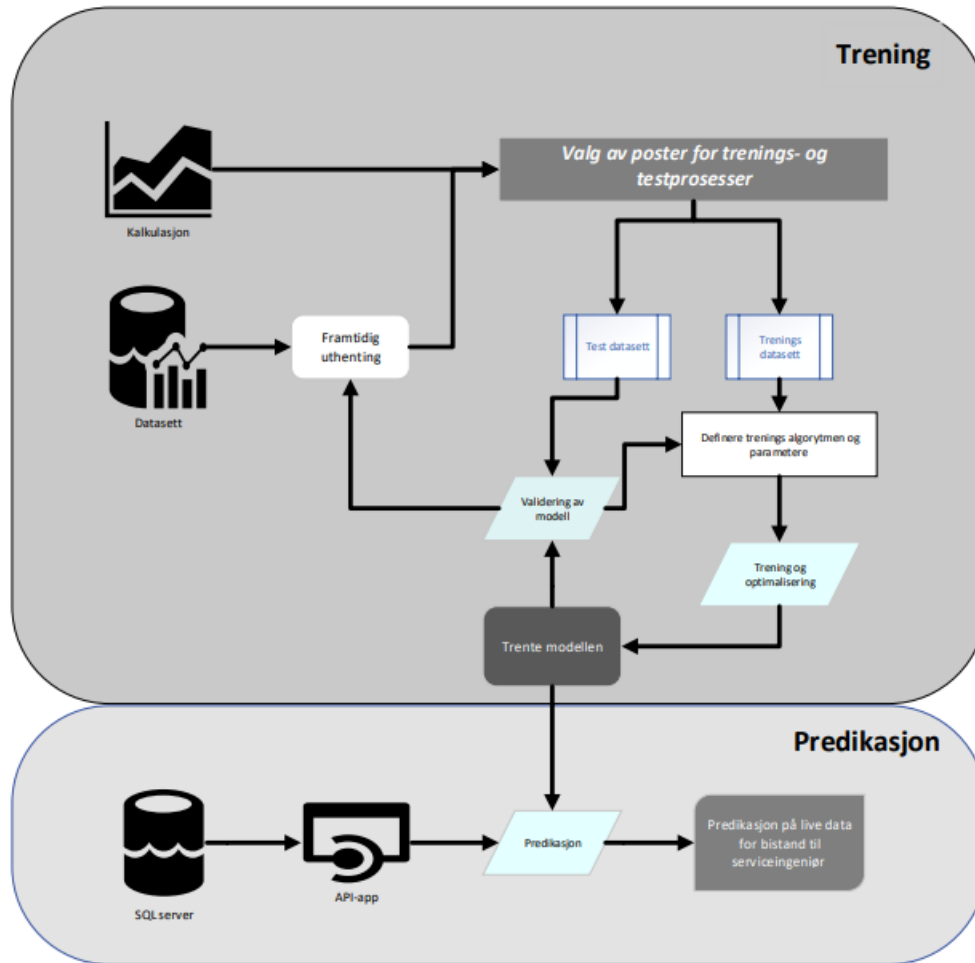 Trening
Valg av poster for trenings- og
testprosesser
Kalkulasjon
Framtidig
uthenting
Test datasett
Trenings
datasett
Datasett
Definere trenings algorytmen og
parametere
Validering av
modell
Trening og
optimalisering
Trente modellen
Predikasjon
Predikasjon
Predikasjon på live data
for bistand til
serviceingeniør
API-app
SQL server